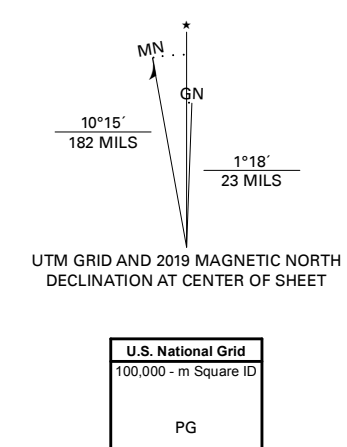 ★
MN
GN
10°15´
182 MILS
1°18´
23 MILS
UTM GRID AND 2019 MAGNETIC NORTH
DECLINATION AT CENTER OF SHEET
U.S. National Grid
100,000 - m Square ID
PG